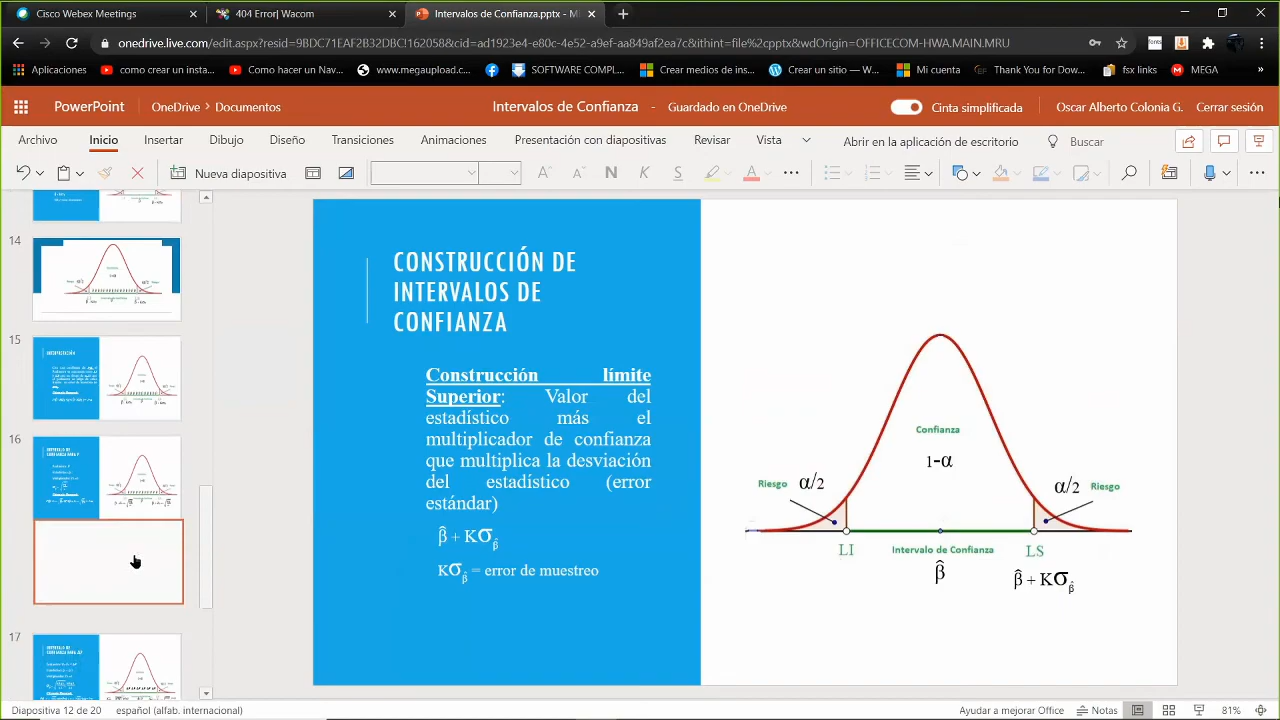 Cisco Webex Meetings
404 Error| Wacom
Intervalos de Confianza.pptx - Mi
onedrive.live.com/edit.aspx?resid=9BDC71EAF2B32DBC!162058&id=ad1923e4-e80c-4e52-a9ef-aa849af2ea7c&ithint=file%2cpptx&wdOrigin=OFFICECOM-HWA.MAIN.MRU
Aplicaciones
como crear un insta...
Como hacer un Nav...
www.megaupload.c...
SOFTWARE COMPL...
Crear medios de ins...
Crear un sitio — W...
Mi cuenta
Thank You for Dow...
fsx links
MEGA
»
PowerPoint
OneDrive > Documentos
Intervalos de Confianza - Guardado en OneDrive
Cinta simplificada
Oscar Alberto Colonia G.
Cerrar sesión
Archivo
Inicio
Insertar
Dibujo
Diseño
Transiciones
Animaciones
Presentación con diapositivas
Revisar
Vista
Abrir en la aplicación de escritorio
Buscar
Nueva diapositiva
N
K
S
A
14
15
16
17
CONSTRUCCIÓN DE
INTERVALOS DE
CONFIANZA
Construcción límite
Superior: Valor del
estadístico más el
multiplicador de confianza
que multiplica la desviación
del estadístico (error
estándar)
β̂ + Kσβ̂
Kσβ̂ = error de muestreo
Confianza
1-α
Riesgo α/2
α/2 Riesgo
LI
Intervalo de Confianza
LS
β̂
β̂ + Kσβ̂
Diapositiva 12 de 20
español (alfab. internacional)
Ayudar a mejorar Office
Notas
81%